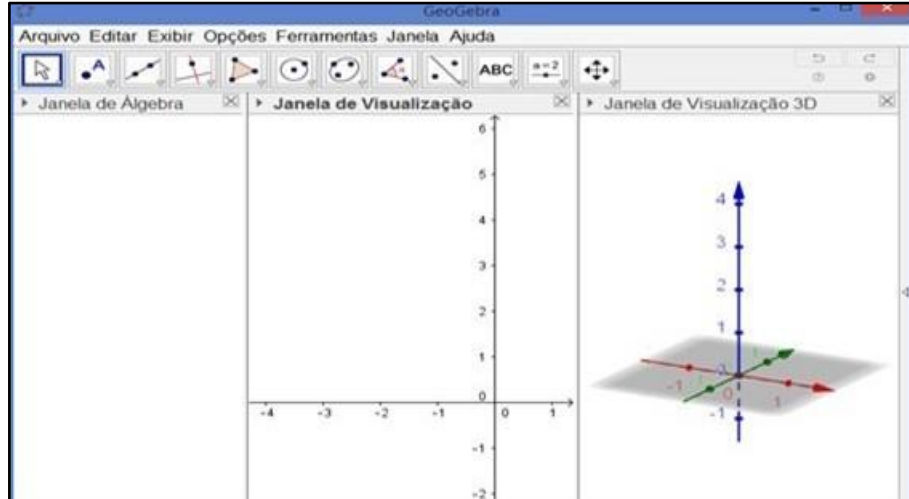 GeoGebra
Arquivo Editar Exibir Opções Ferramentas Janela Ajuda
A
ABC
a=2
Janela de Álgebra
Janela de Visualização
Janela de Visualização 3D
6
5
4
3
2
1
0
-4 -3 -2 -1 0 1
-1
-2
4
3
2
1
0
-1 0 1
-1